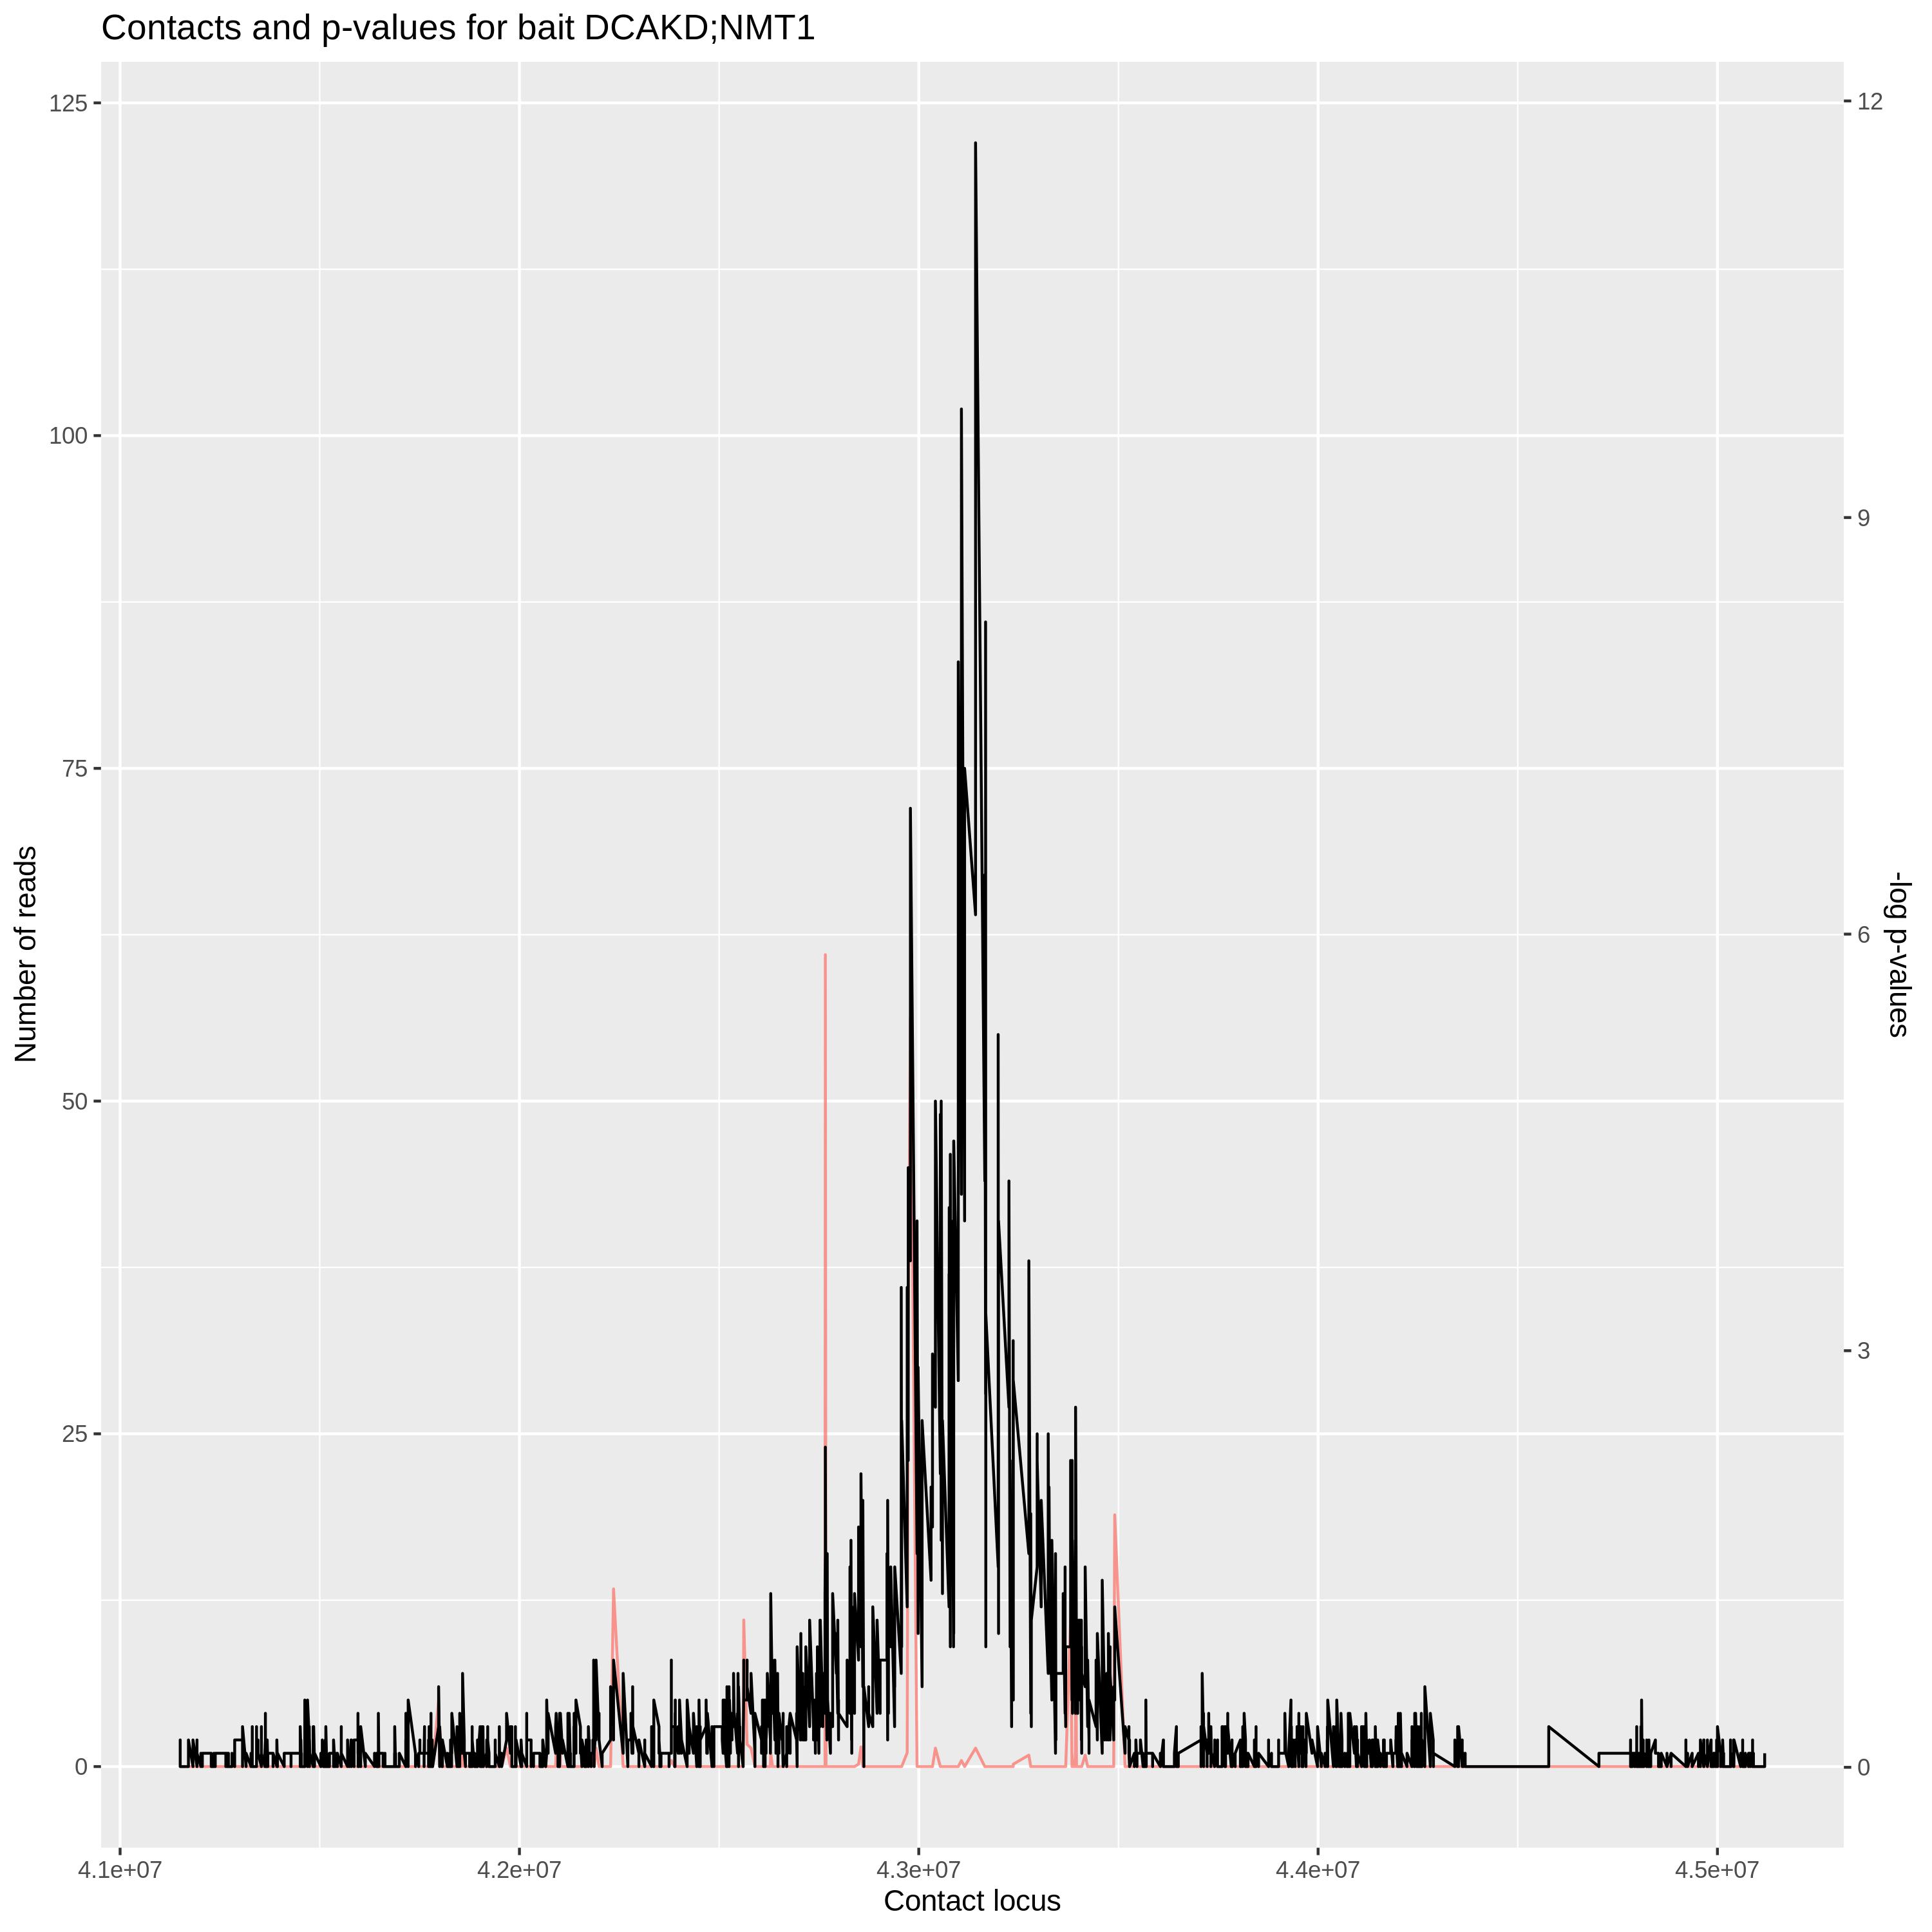 Contacts and p-values for bait DCAKD;NMT1
125
100
75
50
25
0
12
9
6
3
0
Number of reads
-log p-values
4.1e+07 4.2e+07 4.3e+07 4.4e+07 4.5e+07
Contact locus